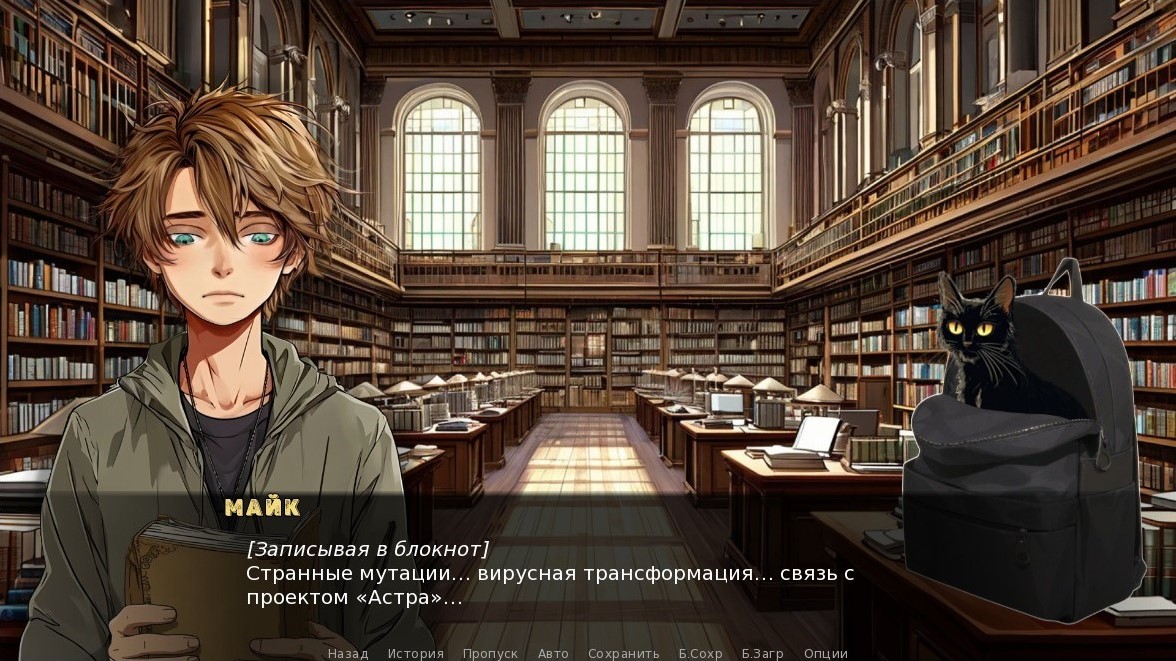 МАЙК
[Записывая в блокнот]
Странные мутации... вирусная трансформация... связь с
проектом «Астра»...
Назад История Пропуск Авто Сохранить Б.Сохр Б.Загр Опции